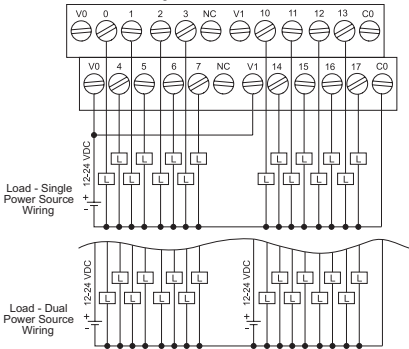 V0 0 1 2 3 NC V1 10 11 12 13 C0
V0 4 5 6 7 NC V1 14 15 16 17 C0
12-24 VDC
L L L L L L L L
L L L L L L L L
Load - Single
Power Source
Wiring
+
-
12-24 VDC
12-24 VDC
L L L L L L L L
L L L L L L L L
Load - Dual
Power Source
Wiring
+
-
+
-